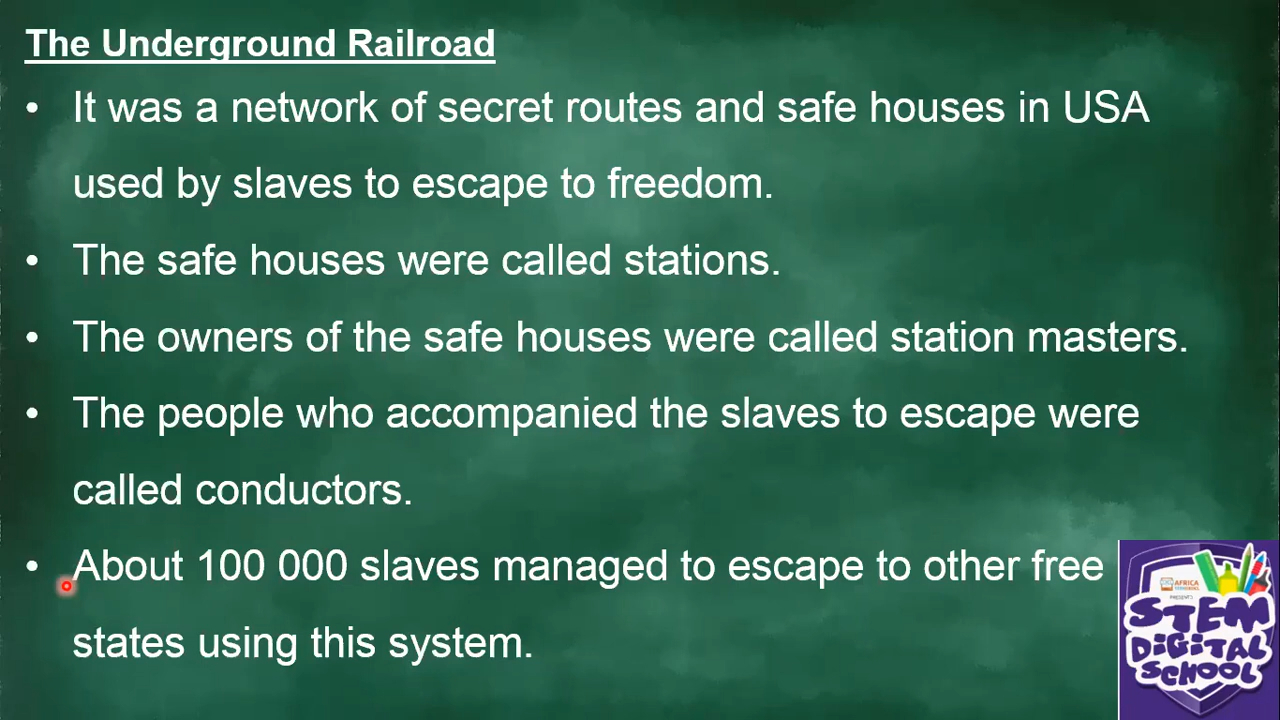 The Underground Railroad
• It was a network of secret routes and safe houses in USA
used by slaves to escape to freedom.
• The safe houses were called stations.
• The owners of the safe houses were called station masters.
• The people who accompanied the slaves to escape were
called conductors.
• About 100 000 slaves managed to escape to other free
states using this system.
AFRICA
PRESENTS
STEM
DIGITAL
SCHOOL